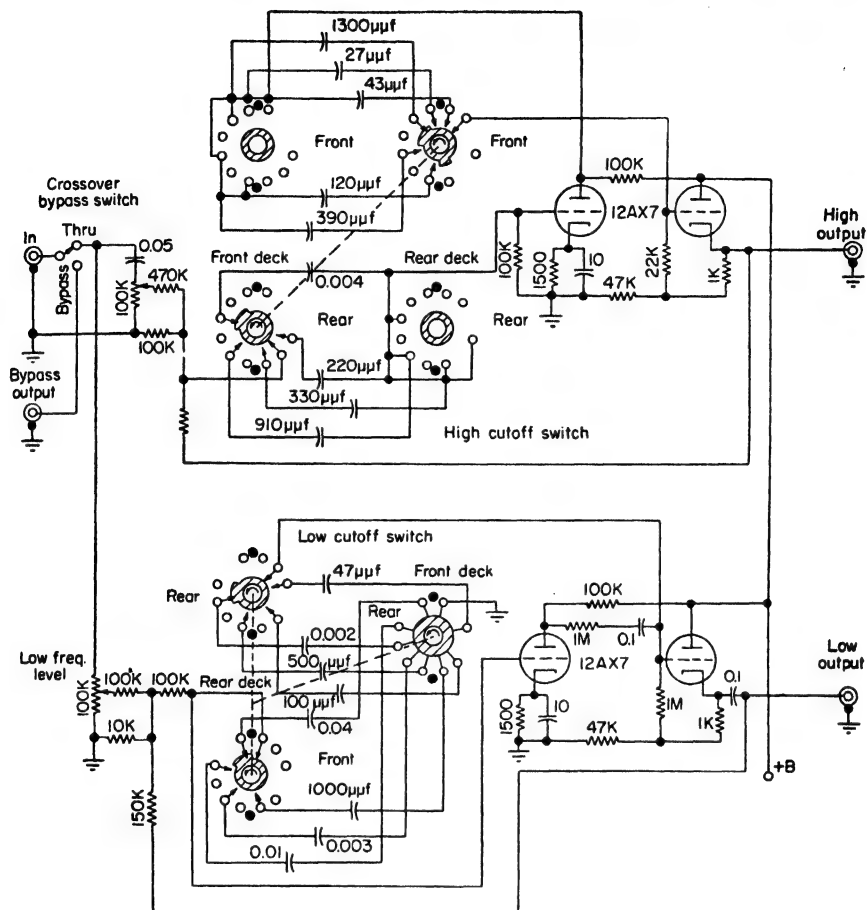 1300μμf
27μμf
43μμf
Front
Front
Crossover
bypass switch
120μμf
100K
12AX7
In
Thru
0.05
390μμf
High
output
Bypass
470K
Front deck
0.004
Rear deck
100K
1500
10
22K
1K
47K
100K
Rear
Rear
100K
Bypass
output
220μμf
330μμf
910μμf
High cutoff switch
Low cutoff switch
47μμf
Front deck
Rear
Rear
100K
1M
0.1
12AX7
Low
output
0.002
500μμf
Low freq.
level
100K
100K
100K
Rear deck
100μμf
0.04
1500
10
1M
0.1
1K
47K
10K
Front
+B
1000μμf
150K
0.003
0.01